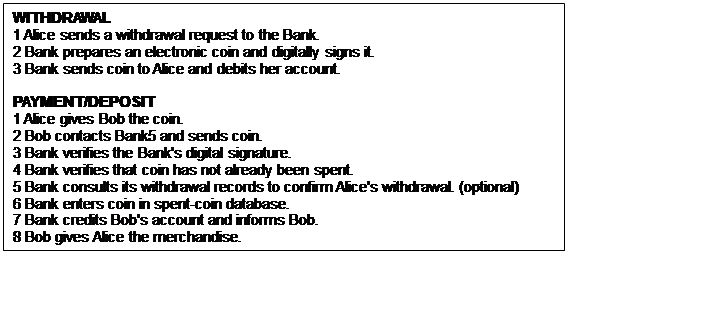 WITHDRAWAL
1 Alice sends a withdrawal request to the Bank.
2 Bank prepares an electronic coin and digitally signs it.
3 Bank sends coin to Alice and debits her account.
PAYMENT/DEPOSIT
1 Alice gives Bob the coin.
2 Bob contacts Bank5 and sends coin.
3 Bank verifies the Bank's digital signature.
4 Bank verifies that coin has not already been spent.
5 Bank consults its withdrawal records to confirm Alice's withdrawal. (optional)
6 Bank enters coin in spent-coin database.
7 Bank credits Bob's account and informs Bob.
8 Bob gives Alice the merchandise.